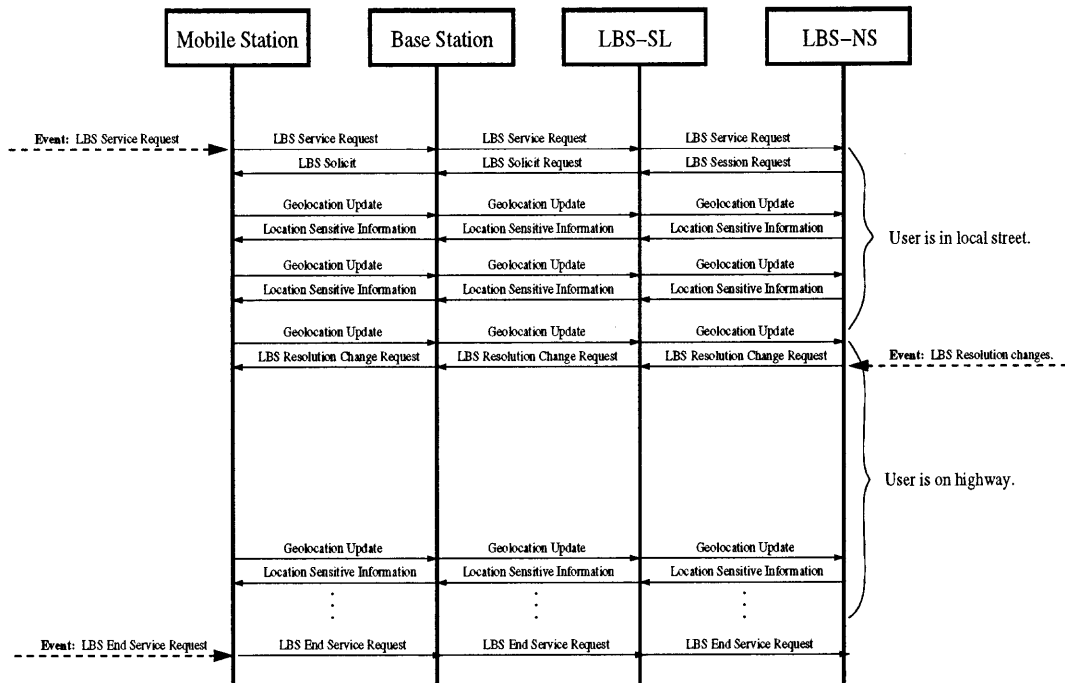 Mobile Station Base Station LBS–SL LBS–NS
Event: LBS Service Request LBS Service Request LBS Service Request LBS Service Request
LBS Solicit LBS Solicit Request LBS Session Request
Geolocation Update Geolocation Update Geolocation Update
Location Sensitive Information Location Sensitive Information Location Sensitive Information
User is in local street.
Geolocation Update Geolocation Update Geolocation Update
Location Sensitive Information Location Sensitive Information Location Sensitive Information
Geolocation Update Geolocation Update Geolocation Update
LBS Resolution Change Request LBS Resolution Change Request LBS Resolution Change Request Event: LBS Resolution changes.
User is on highway.
Geolocation Update Geolocation Update Geolocation Update
Location Sensitive Information Location Sensitive Information Location Sensitive Information
Event: LBS End Service Request LBS End Service Request LBS End Service Request LBS End Service Request